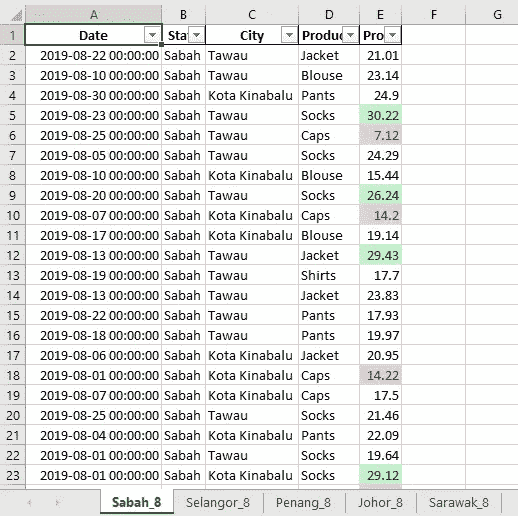 A B C D E F G
1 Date Sta City Produc Pro
2 2019-08-22 00:00:00 Sabah Tawau Jacket 21.01
3 2019-08-10 00:00:00 Sabah Tawau Blouse 23.14
4 2019-08-30 00:00:00 Sabah Kota Kinabalu Pants 24.9
5 2019-08-23 00:00:00 Sabah Tawau Socks 30.22
6 2019-08-25 00:00:00 Sabah Tawau Caps 7.12
7 2019-08-05 00:00:00 Sabah Tawau Socks 24.29
8 2019-08-10 00:00:00 Sabah Kota Kinabalu Blouse 15.44
9 2019-08-20 00:00:00 Sabah Tawau Socks 26.24
10 2019-08-07 00:00:00 Sabah Kota Kinabalu Caps 14.2
11 2019-08-17 00:00:00 Sabah Kota Kinabalu Blouse 19.14
12 2019-08-13 00:00:00 Sabah Tawau Jacket 29.43
13 2019-08-19 00:00:00 Sabah Tawau Shirts 17.7
14 2019-08-13 00:00:00 Sabah Tawau Jacket 23.83
15 2019-08-22 00:00:00 Sabah Tawau Pants 17.93
16 2019-08-18 00:00:00 Sabah Tawau Pants 19.97
17 2019-08-06 00:00:00 Sabah Kota Kinabalu Jacket 20.95
18 2019-08-01 00:00:00 Sabah Kota Kinabalu Caps 14.22
19 2019-08-07 00:00:00 Sabah Kota Kinabalu Caps 17.5
20 2019-08-25 00:00:00 Sabah Tawau Socks 21.46
21 2019-08-04 00:00:00 Sabah Kota Kinabalu Pants 22.09
22 2019-08-01 00:00:00 Sabah Tawau Socks 19.64
23 2019-08-01 00:00:00 Sabah Kota Kinabalu Socks 29.12
Sabah_8 Selangor_8 Penang_8 Johor_8 Sarawak_8